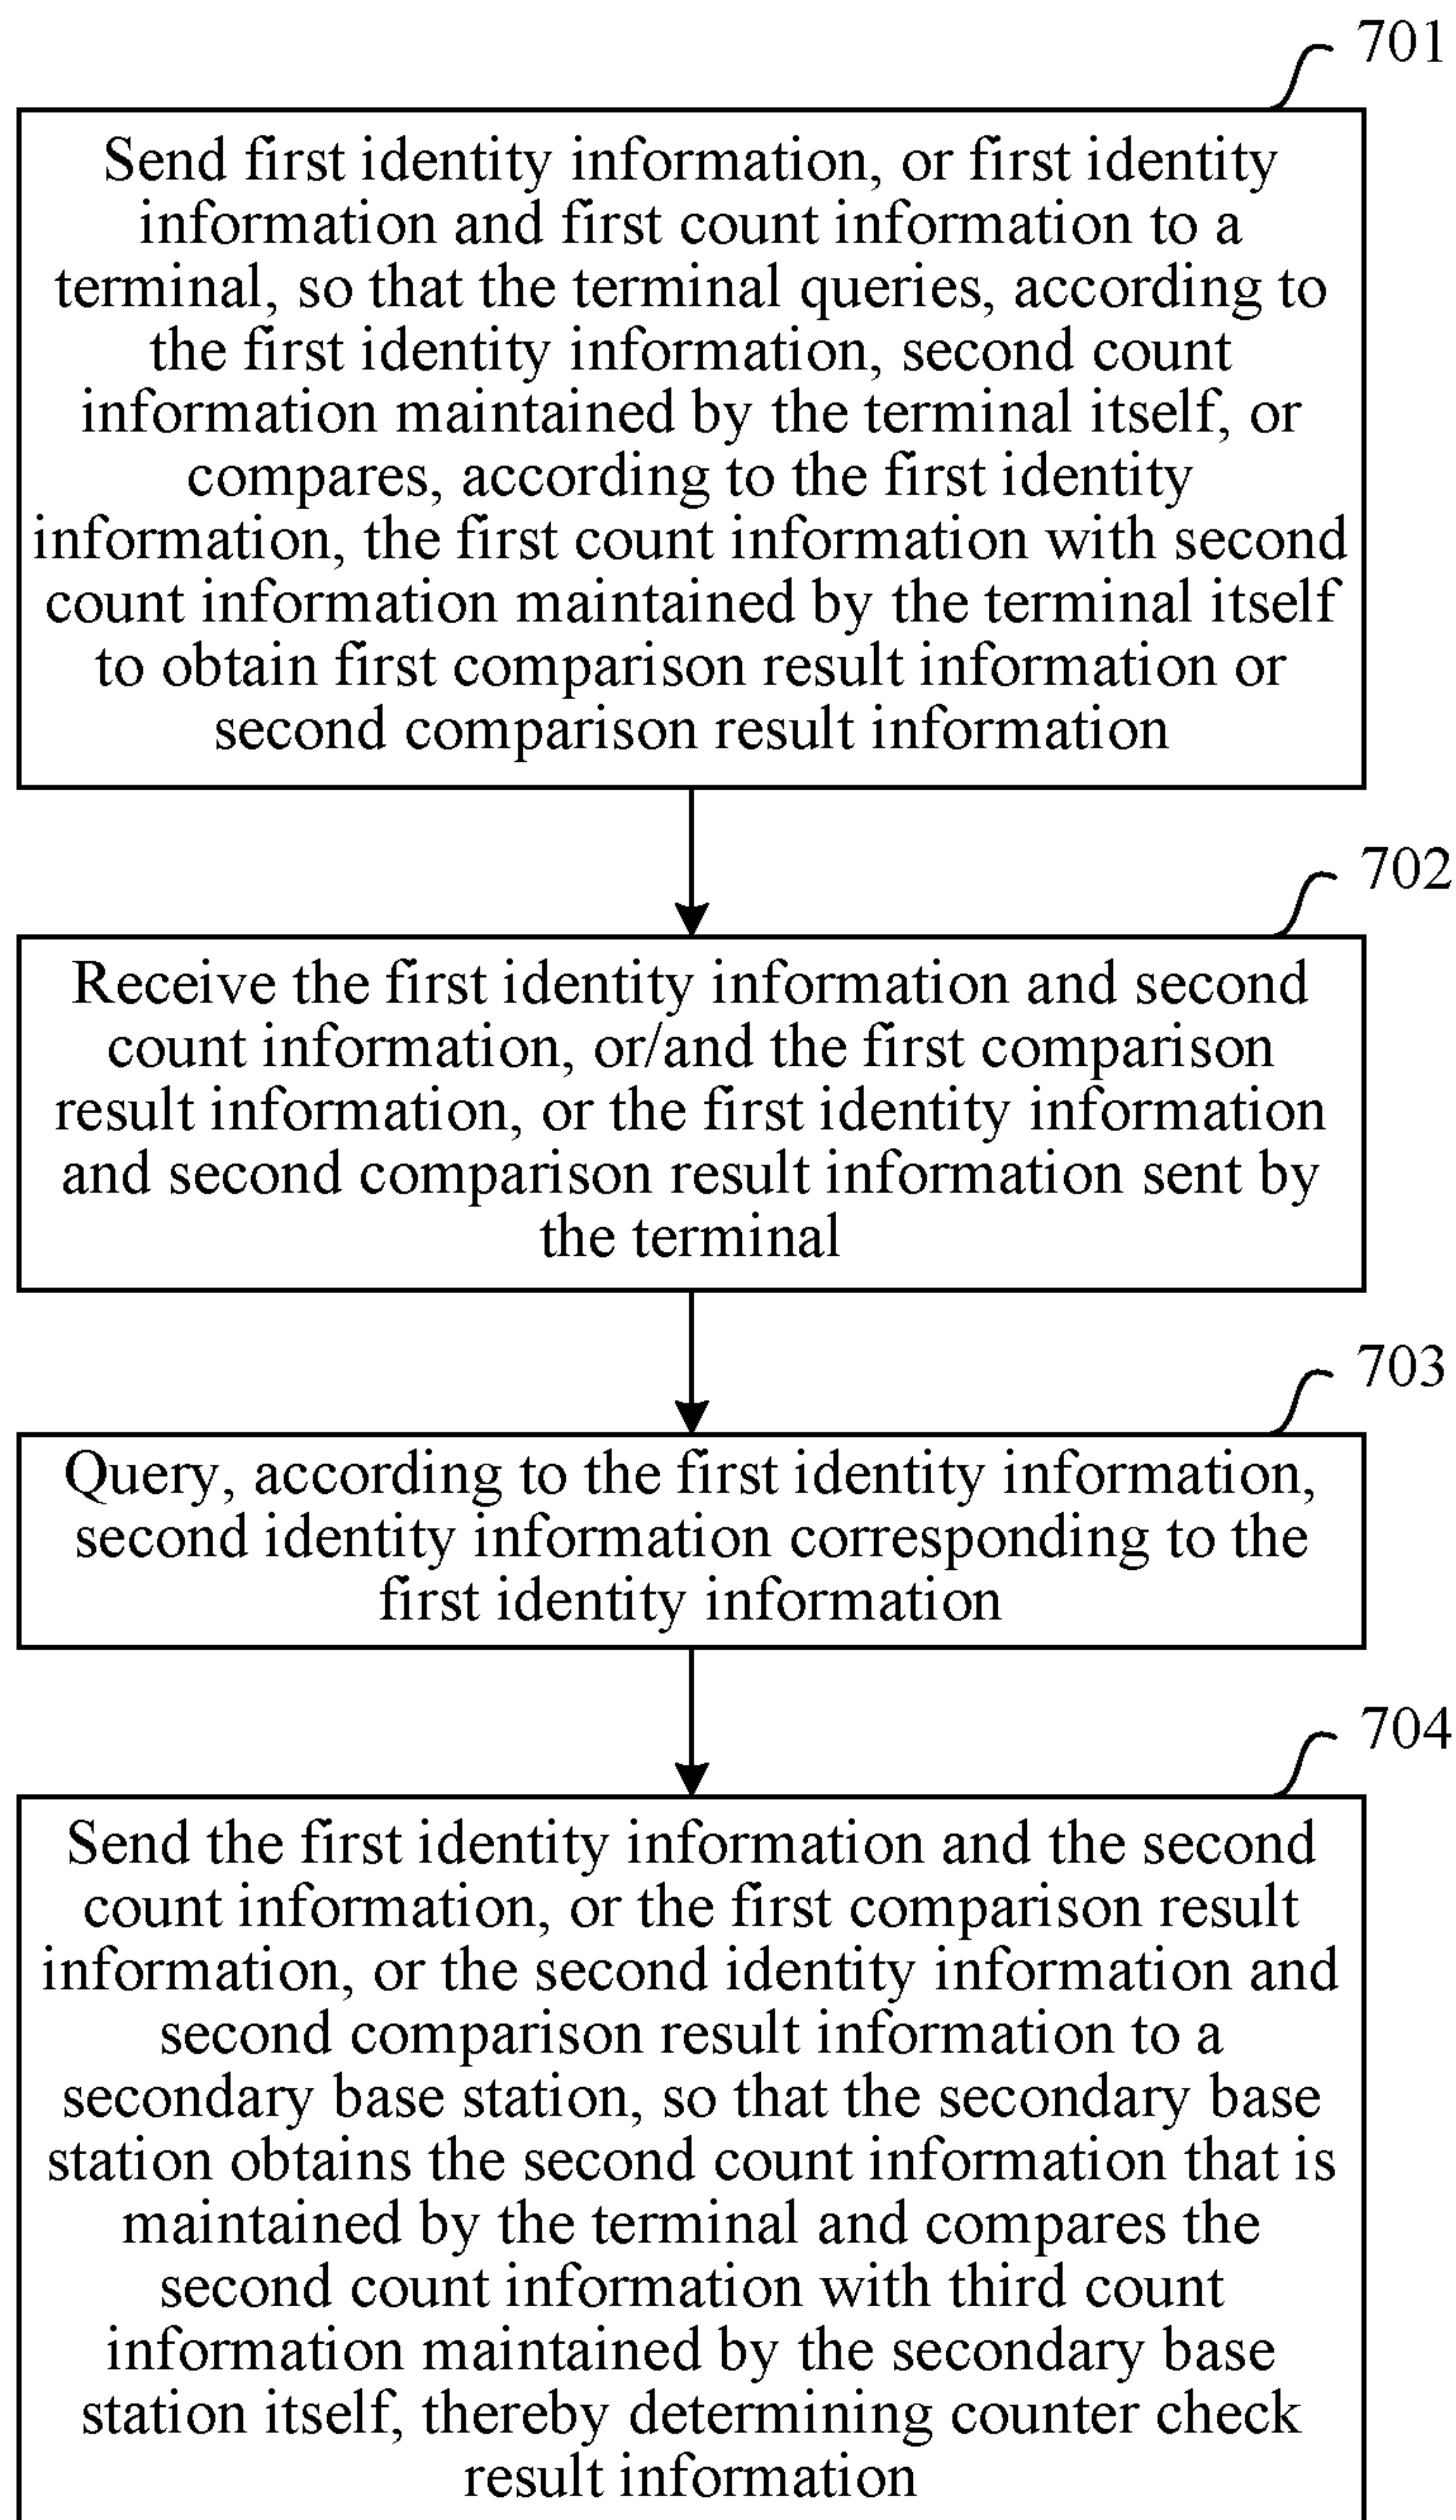 701
Send first identity information, or first identity
information and first count information to a
terminal, so that the terminal queries, according to
the first identity information, second count
information maintained by the terminal itself, or
compares, according to the first identity
information, the first count information with second
count information maintained by the terminal itself
to obtain first comparison result information or
second comparison result information
702
Receive the first identity information and second
count information, or/and the first comparison
result information, or the first identity information
and second comparison result information sent by
the terminal
703
Query, according to the first identity information,
second identity information corresponding to the
first identity information
704
Send the first identity information and the second
count information, or the first comparison result
information, or the second identity information and
second comparison result information to a
secondary base station, so that the secondary base
station obtains the second count information that is
maintained by the terminal and compares the
second count information with third count
information maintained by the secondary base
station itself, thereby determining counter check
result information